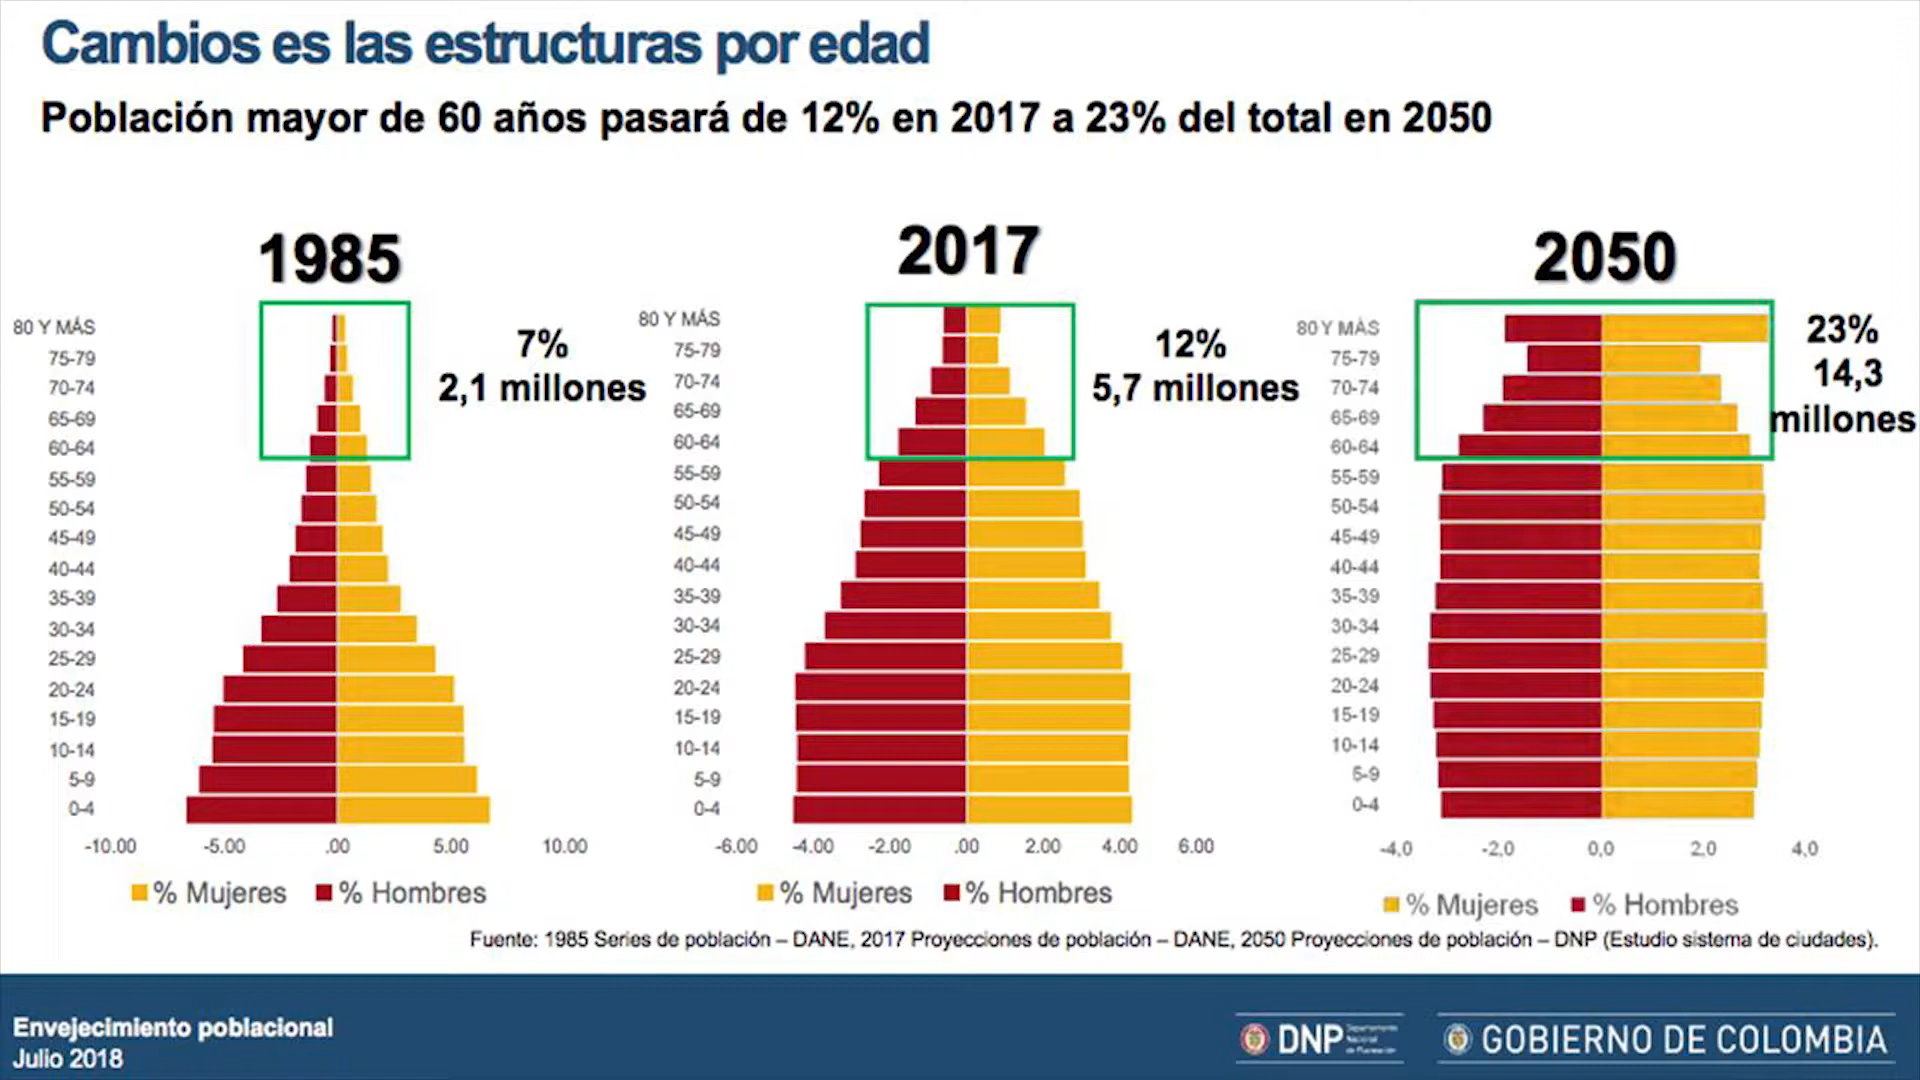 Cambios es las estructuras por edad
Población mayor de 60 años pasará de 12% en 2017 a 23% del total en 2050
1985
80 Y MÁS
75-79
70-74
65-69
60-64
55-59
50-54
45-49
40-44
35-39
30-34
25-29
20-24
15-19
10-14
5-9
0-4
7%
2,1 millones
-10.00 -5.00 .00 5.00 10.00
% Mujeres % Hombres
2017
80 Y MÁS
75-79
70-74
65-69
60-64
55-59
50-54
45-49
40-44
35-39
30-34
25-29
20-24
15-19
10-14
5-9
0-4
12%
5,7 millones
-6.00 -4.00 -2.00 .00 2.00 4.00 6.00
% Mujeres % Hombres
2050
80 Y MÁS
75-79
70-74
65-69
60-64
55-59
50-54
45-49
40-44
35-39
30-34
25-29
20-24
15-19
10-14
5-9
0-4
23%
14,3
millones
-4,0 -2,0 0,0 2,0 4,0
% Mujeres % Hombres
Fuente: 1985 Series de población – DANE, 2017 Proyecciones de población – DANE, 2050 Proyecciones de población – DNP (Estudio sistema de ciudades).
Envejecimiento poblacional
Julio 2018
DNP
Departamento
Nacional
de Planeación
GOBIERNO DE COLOMBIA